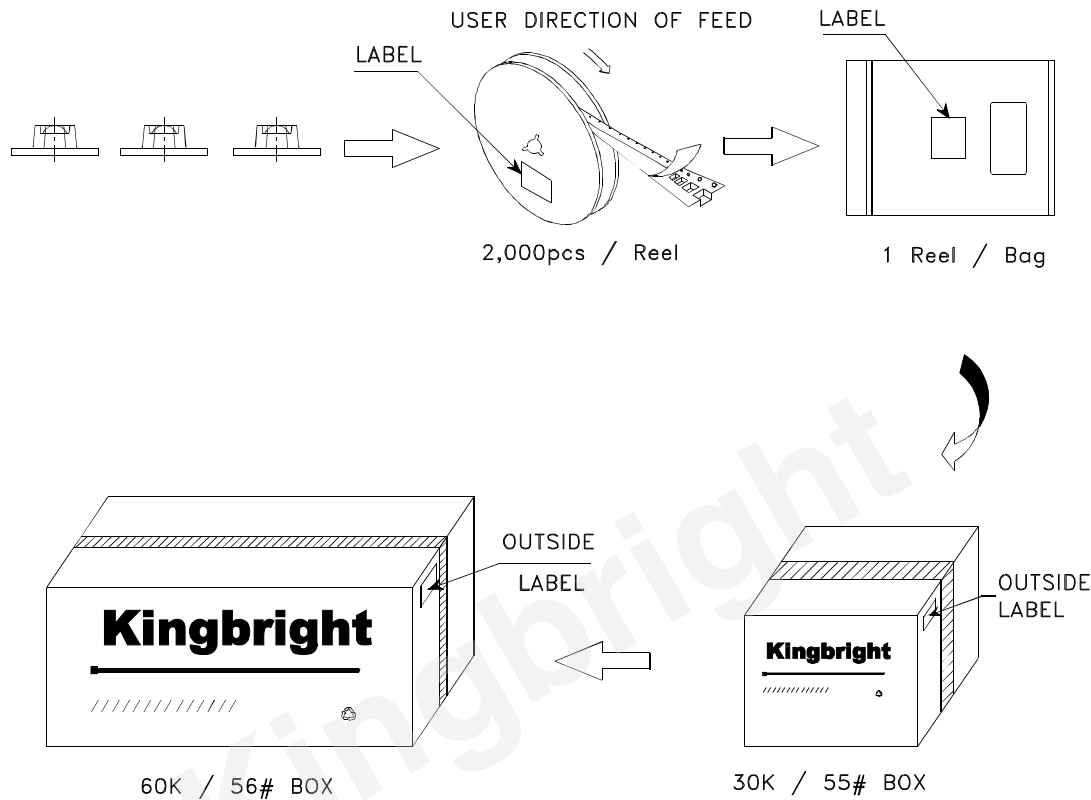 USER DIRECTION OF FEED
LABEL
LABEL
2,000pcs / Reel
1 Reel / Bag
OUTSIDE
LABEL
Kingbright
60K / 56# BOX
OUTSIDE
LABEL
Kingbright
30K / 55# BOX
Kingbright